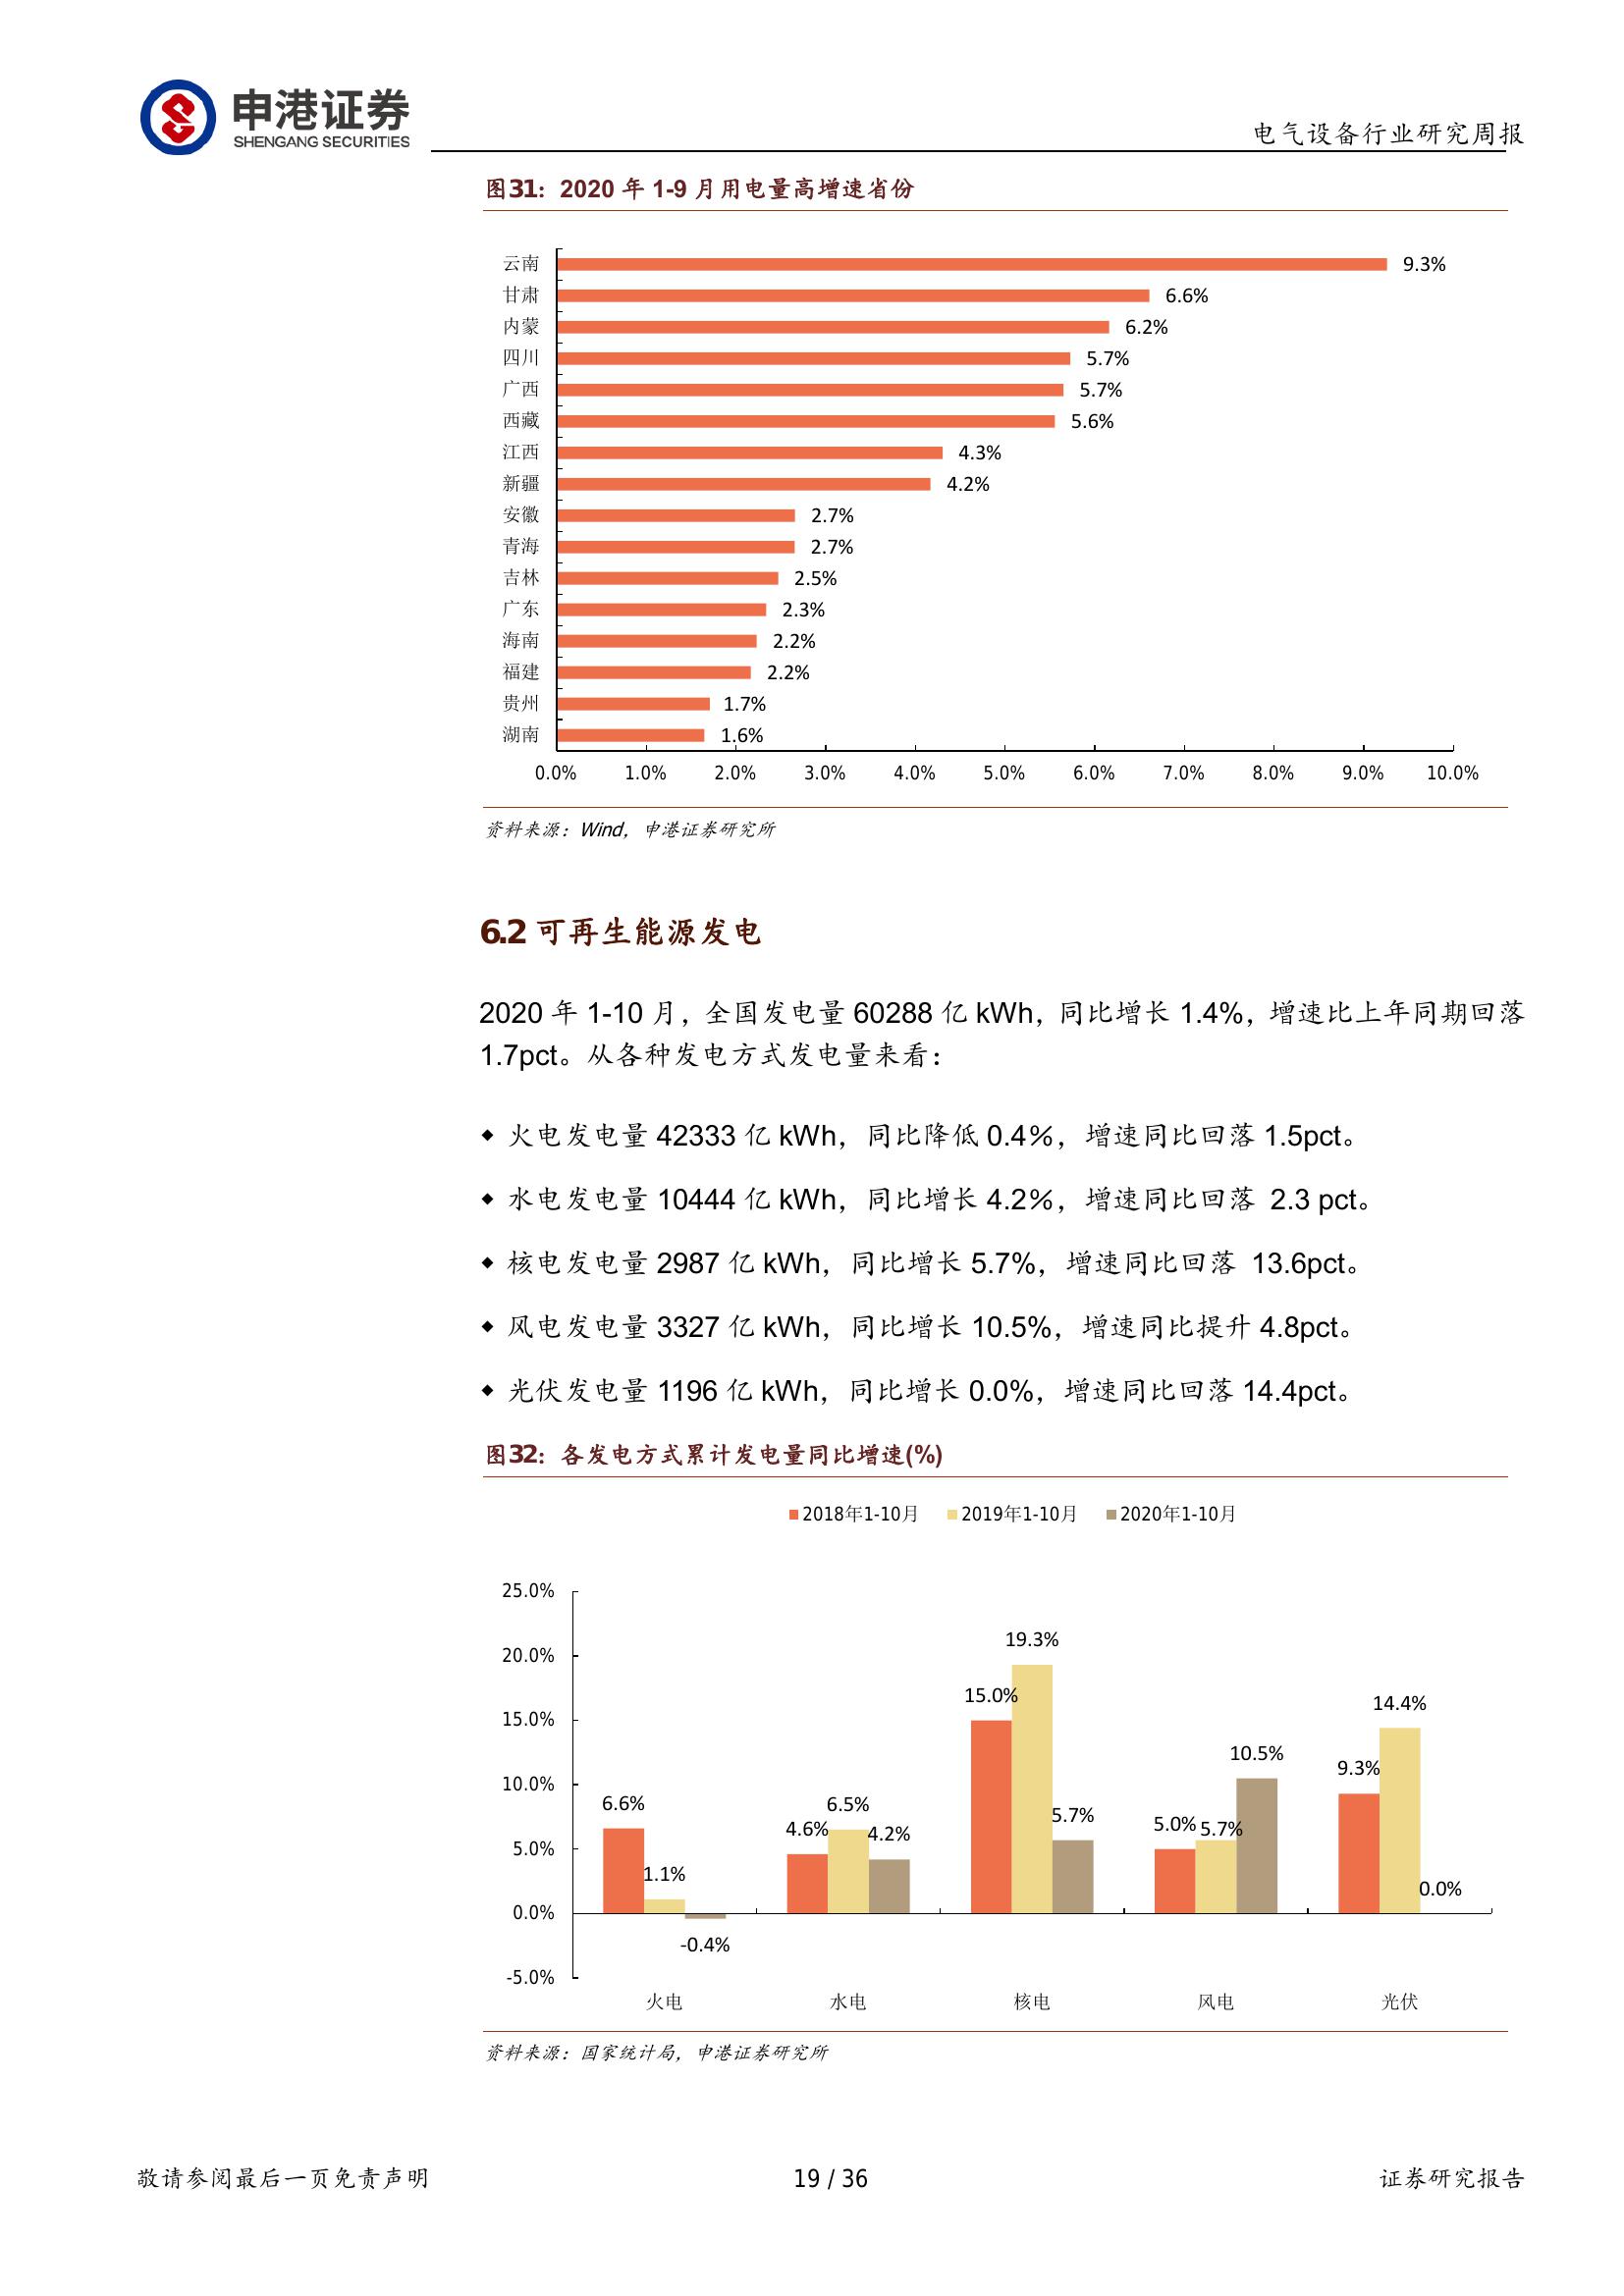 申港证券
SHENGANG SECURITIES
电气设备行业研究周报
图31：2020 年 1-9 月用电量高增速省份
云南 9.3%
甘肃 6.6%
内蒙 6.2%
四川 5.7%
广西 5.7%
西藏 5.6%
江西 4.3%
新疆 4.2%
安徽 2.7%
青海 2.7%
吉林 2.5%
广东 2.3%
海南 2.2%
福建 2.2%
贵州 1.7%
湖南 1.6%
0.0% 1.0% 2.0% 3.0% 4.0% 5.0% 6.0% 7.0% 8.0% 9.0% 10.0%
资料来源：Wind，申港证券研究所
6.2 可再生能源发电
2020 年 1-10 月，全国发电量 60288 亿 kWh，同比增长 1.4%，增速比上年同期回落
1.7pct。从各种发电方式发电量来看：
◆ 火电发电量 42333 亿 kWh，同比降低 0.4%，增速同比回落 1.5pct。
◆ 水电发电量 10444 亿 kWh，同比增长 4.2%，增速同比回落 2.3 pct。
◆ 核电发电量 2987 亿 kWh，同比增长 5.7%，增速同比回落 13.6pct。
◆ 风电发电量 3327 亿 kWh，同比增长 10.5%，增速同比提升 4.8pct。
◆ 光伏发电量 1196 亿 kWh，同比增长 0.0%，增速同比回落 14.4pct。
图32：各发电方式累计发电量同比增速(%)
2018年1-10月 2019年1-10月 2020年1-10月
25.0%
20.0%
15.0%
10.0%
5.0%
0.0%
-5.0%
6.6% 1.1% -0.4%
4.6% 6.5% 4.2%
15.0% 19.3% 5.7%
5.0% 5.7% 10.5%
9.3% 14.4% 0.0%
火电 水电 核电 风电 光伏
资料来源：国家统计局，申港证券研究所
敬请参阅最后一页免责声明 19 / 36 证券研究报告